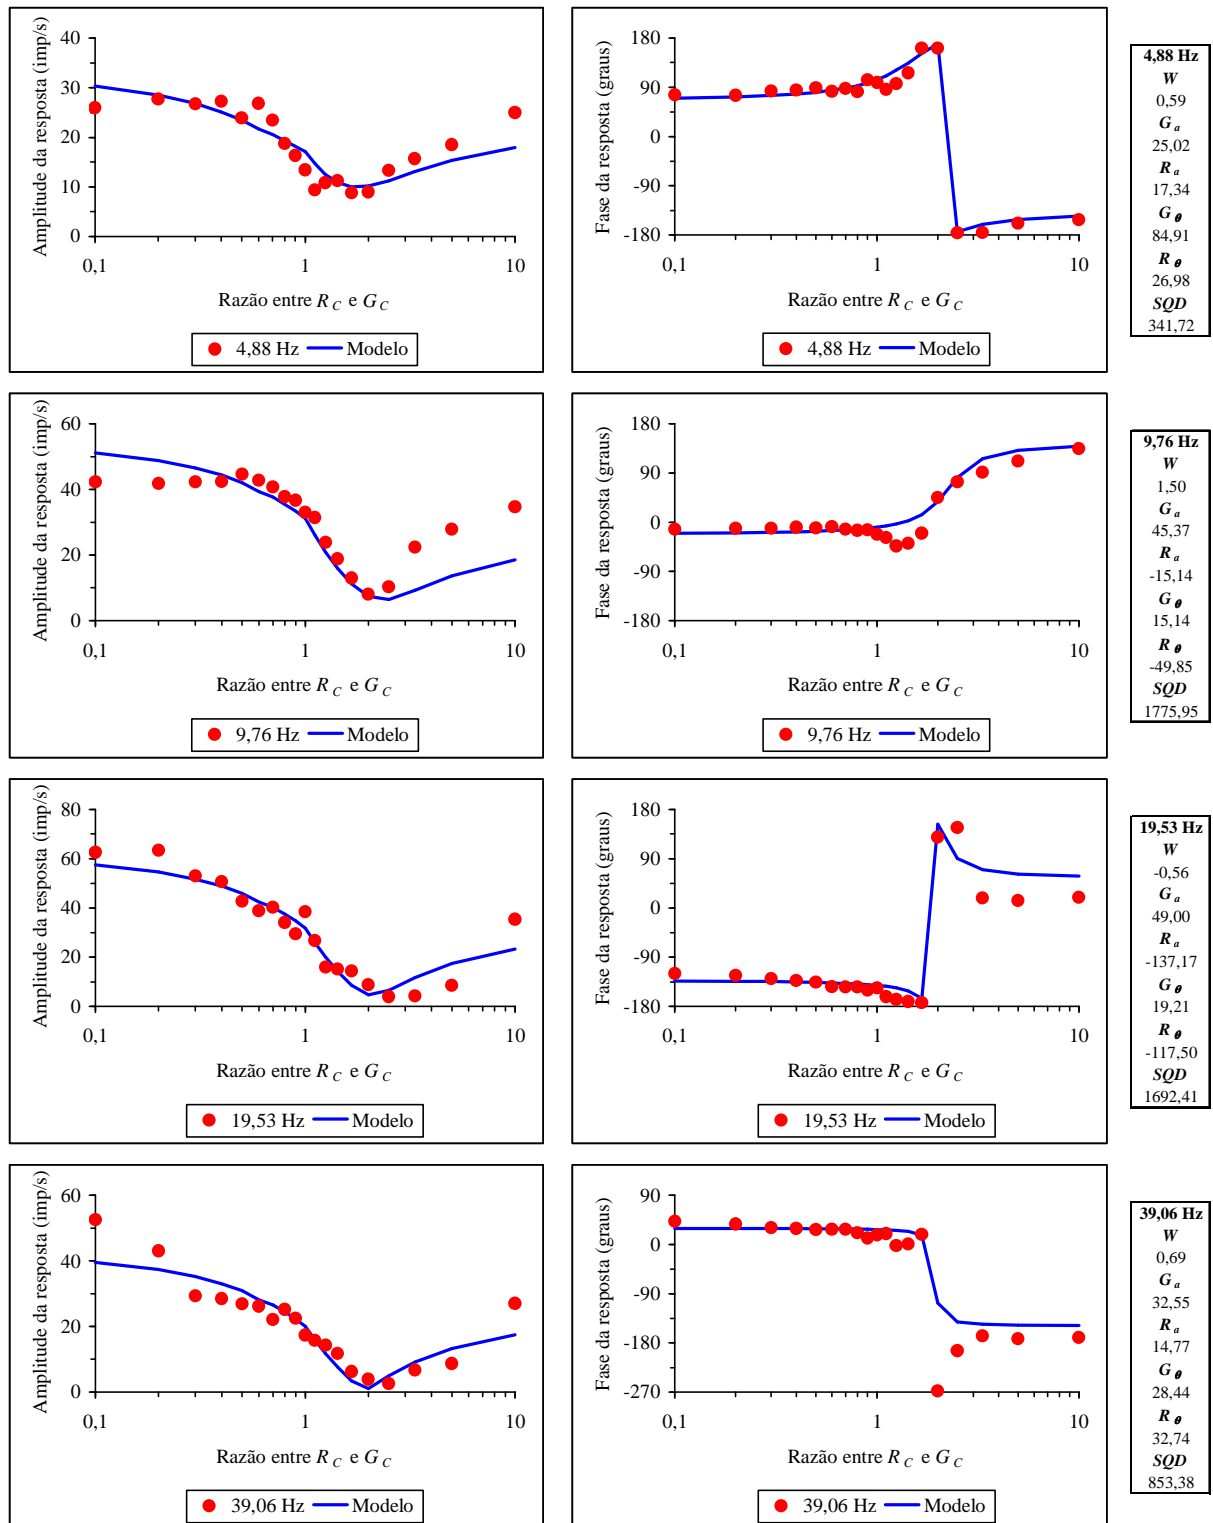 Amplitude da resposta (imp/s)
40
30
20
10
0
0,1
1
10
Razão entre R C e G C
4,88 Hz
Modelo
Fase da resposta (graus)
180
90
0
-90
-180
0,1
1
10
Razão entre R C e G C
4,88 Hz
Modelo
4,88 Hz
W
0,59
G a
25,02
R a
17,34
G θ
84,91
R θ
26,98
SQD
341,72
Amplitude da resposta (imp/s)
60
40
20
0
0,1
1
10
Razão entre R C e G C
9,76 Hz
Modelo
Fase da resposta (graus)
180
90
0
-90
-180
0,1
1
10
Razão entre R C e G C
9,76 Hz
Modelo
9,76 Hz
W
1,50
G a
45,37
R a
-15,14
G θ
15,14
R θ
-49,85
SQD
1775,95
Amplitude da resposta (imp/s)
80
60
40
20
0
0,1
1
10
Razão entre R C e G C
19,53 Hz
Modelo
Fase da resposta (graus)
180
90
0
-90
-180
0,1
1
10
Razão entre R C e G C
19,53 Hz
Modelo
19,53 Hz
W
-0,56
G a
49,00
R a
-137,17
G θ
19,21
R θ
-117,50
SQD
1692,41
Amplitude da resposta (imp/s)
60
40
20
0
0,1
1
10
Razão entre R C e G C
39,06 Hz
Modelo
Fase da resposta (graus)
90
0
-90
-180
-270
0,1
1
10
Razão entre R C e G C
39,06 Hz
Modelo
39,06 Hz
W
0,69
G a
32,55
R a
14,77
G θ
28,44
R θ
32,74
SQD
853,38